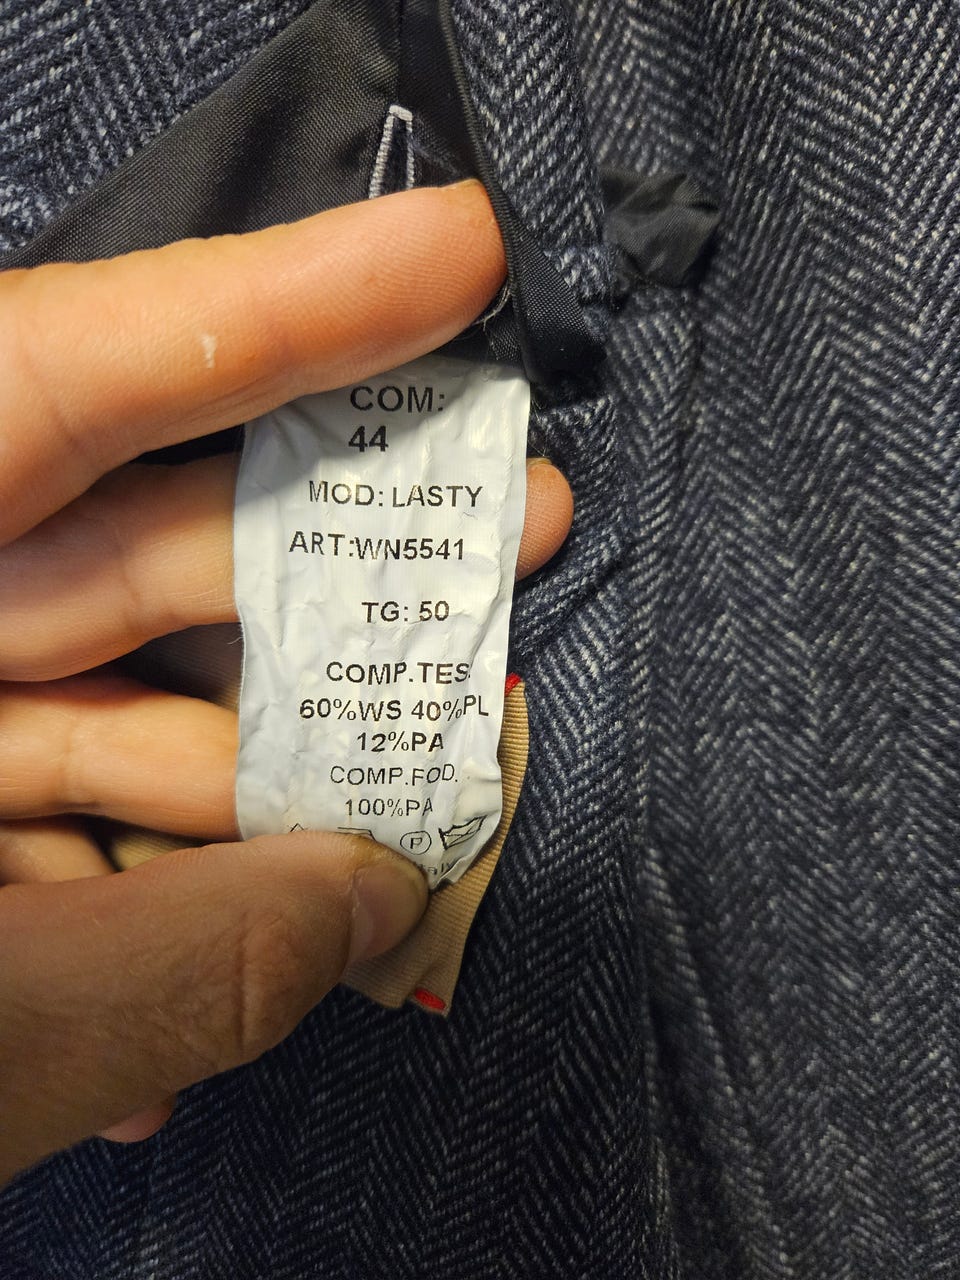 COM:
44
MOD: LASTY
ART:WN5541
TG: 50
COMP.TES.
60%WS 40%PL
12%PA
COMP.FOD.
100%PA
P